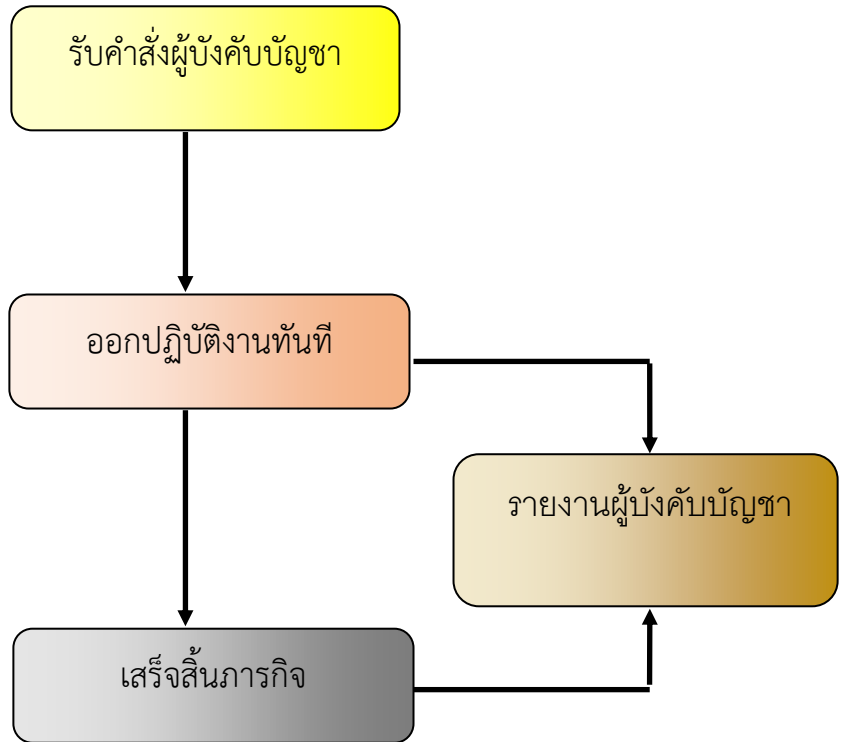 รับคำสั่งผู้บังคับบัญชา
ออกปฏิบัติงานทันที
รายงานผู้บังคับบัญชา
เสร็จสิ้นภารกิจ